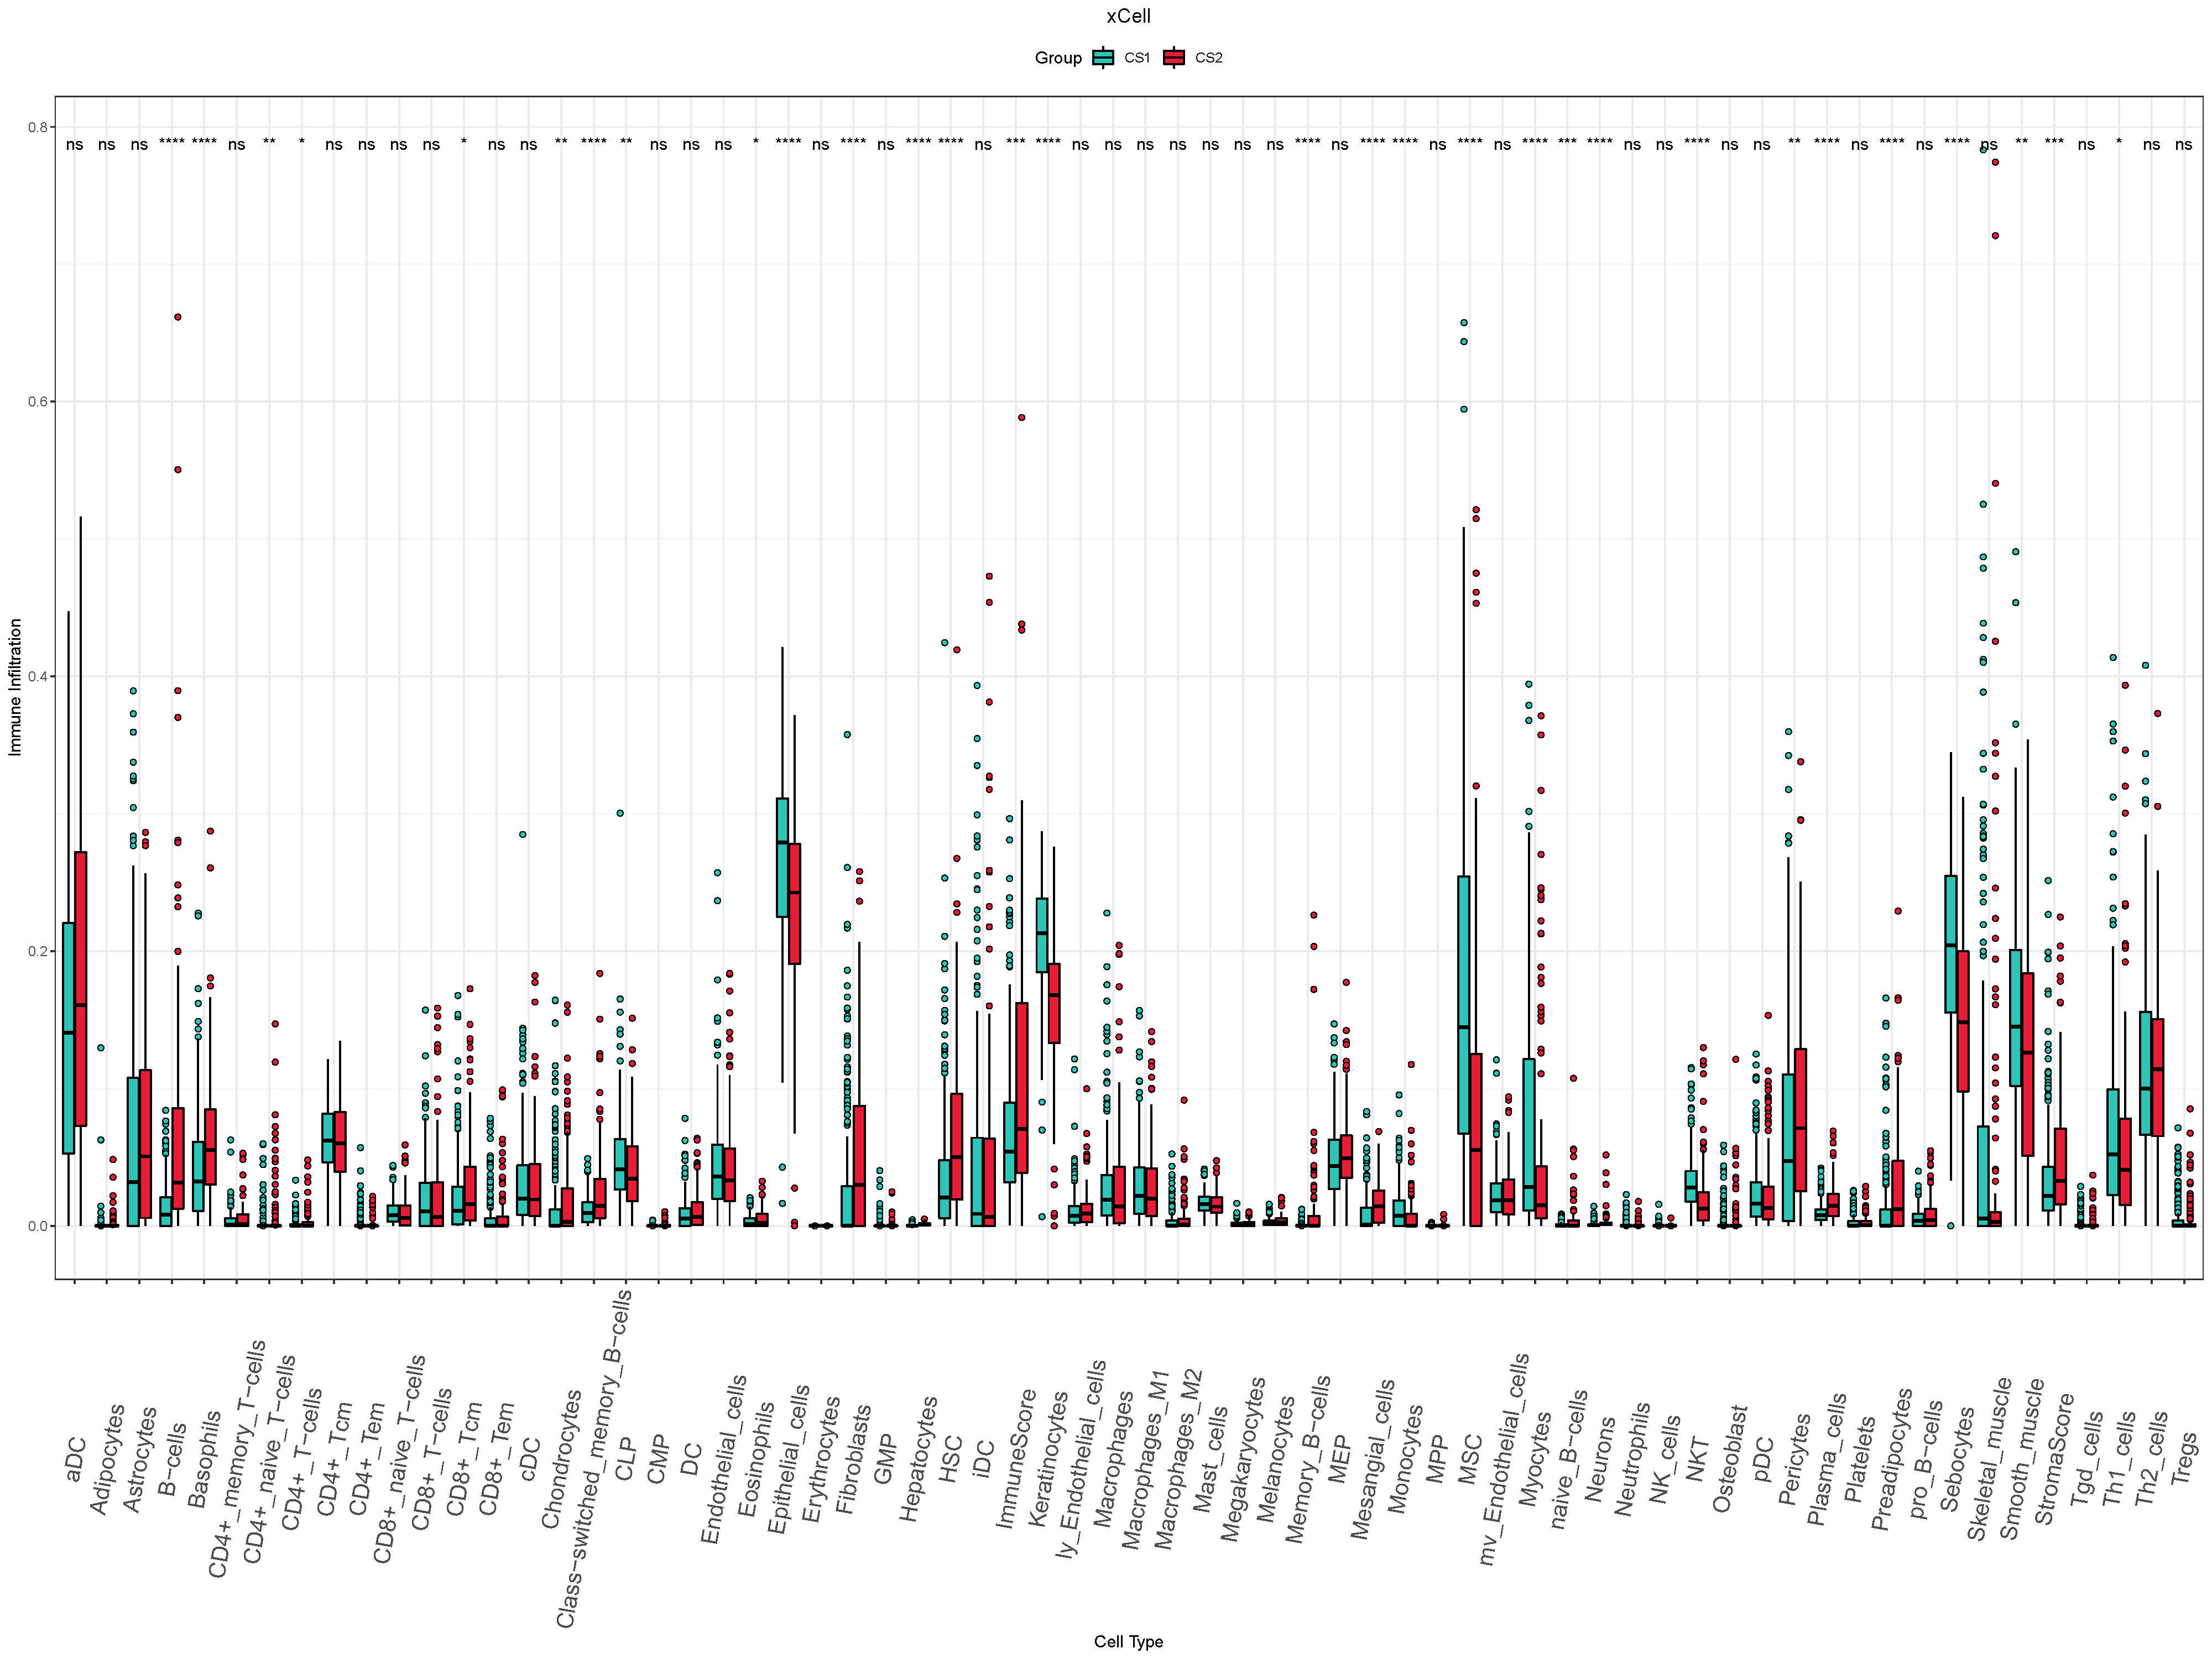 xCell
Group CS1 CS2
ns ns ns **** **** ns ** * ns ns ns ns * ns ns ** **** ** ns ns ns * **** ns **** ns **** **** ns *** **** ns ns ns ns ns ns ns **** ns **** **** ns **** ns **** *** **** ns ns **** ns ns ** **** ns **** ns **** ns ** *** ns * ns ns
Immune Infiltration
0.8
0.6
0.4
0.2
0.0
aDC
Adipocytes
Astrocytes
B−cells
Basophils
CD4+_memory_T−cells
CD4+_naive_T−cells
CD4+_T−cells
CD4+_Tcm
CD4+_Tem
CD8+_naive_T−cells
CD8+_T−cells
CD8+_Tcm
CD8+_Tem
cDC
Chondrocytes
Class−switched_memory_B−cells
CLP
CMP
DC
Endothelial_cells
Eosinophils
Epithelial_cells
Erythrocytes
Fibroblasts
GMP
Hepatocytes
HSC
iDC
ImmuneScore
Keratinocytes
ly_Endothelial_cells
Macrophages
Macrophages_M1
Macrophages_M2
Mast_cells
Megakaryocytes
Melanocytes
Memory_B−cells
MEP
Mesangial_cells
Monocytes
MPP
MSC
mv_Endothelial_cells
Myocytes
naive_B−cells
Neurons
Neutrophils
NK_cells
NKT
Osteoblast
pDC
Pericytes
Plasma_cells
Platelets
Preadipocytes
pro_B−cells
Sebocytes
Skeletal_muscle
Smooth_muscle
StromaScore
Tgd_cells
Th1_cells
Th2_cells
Tregs
Cell Type